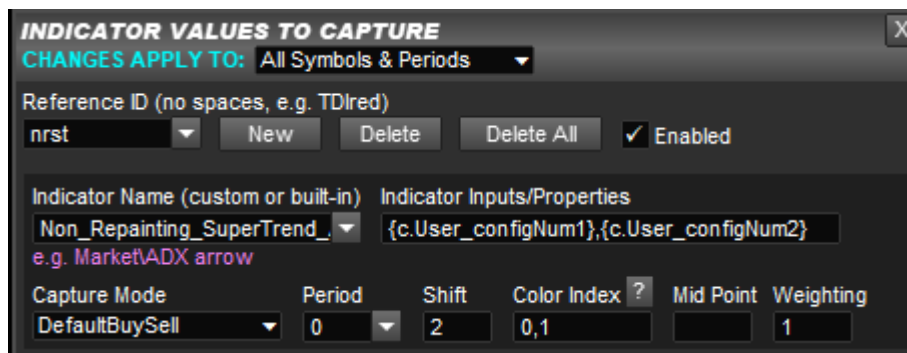 INDICATOR VALUES TO CAPTURE X
CHANGES APPLY TO: All Symbols & Periods
Reference ID (no spaces, e.g. TDIred)
nrst New Delete Delete All Enabled
Indicator Name (custom or built-in) Indicator Inputs/Properties
Non_Repainting_SuperTrend_ {c.User_configNum1},{c.User_configNum2}
e.g. Market\ADX arrow
Capture Mode Period Shift Color Index ? Mid Point Weighting
DefaultBuySell 0 2 0,1 1